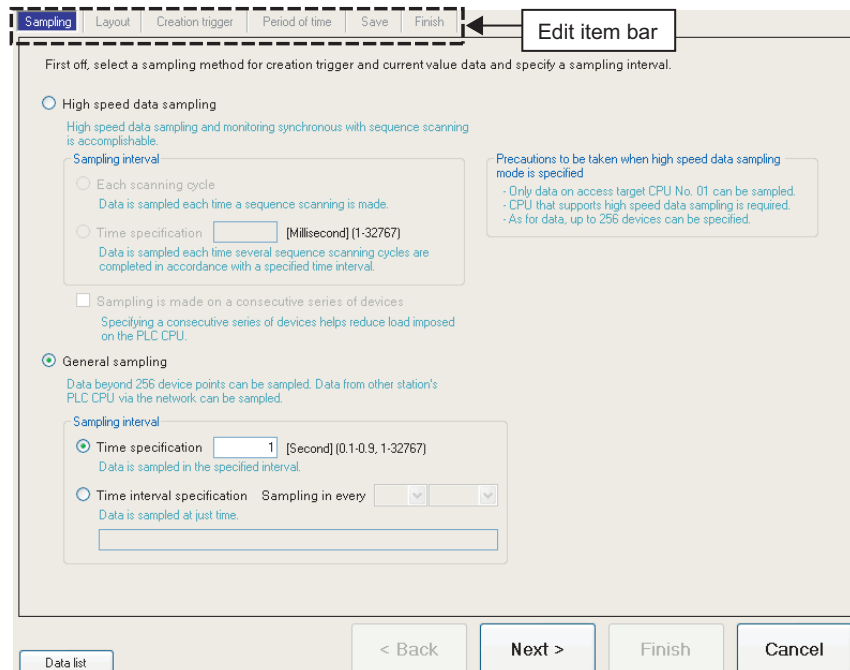 Sampling Layout Creation trigger Period of time Save Finish
Edit item bar
First off, select a sampling method for creation trigger and current value data and specify a sampling interval.
High speed data sampling
High speed data sampling and monitoring synchronous with sequence scanning
is accomplishable.
Sampling interval
Each scanning cycle
Data is sampled each time a sequence scanning is made.
Time specification [Millisecond] (1-32767)
Data is sampled each time several sequence scanning cycles are
completed in accordance with a specified time interval.
Precautions to be taken when high speed data sampling
mode is specified
- Only data on access target CPU No. 01 can be sampled.
- CPU that supports high speed data sampling is required.
- As for data, up to 256 devices can be specified.
Sampling is made on a consecutive series of devices
Specifying a consecutive series of devices helps reduce load imposed
on the PLC CPU.
General sampling
Data beyond 256 device points can be sampled. Data from other station's
PLC CPU via the network can be sampled.
Sampling interval
Time specification 1 [Second] (0.1-0.9, 1-32767)
Data is sampled in the specified interval.
Time interval specification Sampling in every
Data is sampled at just time.
Data list < Back Next > Finish Cancel